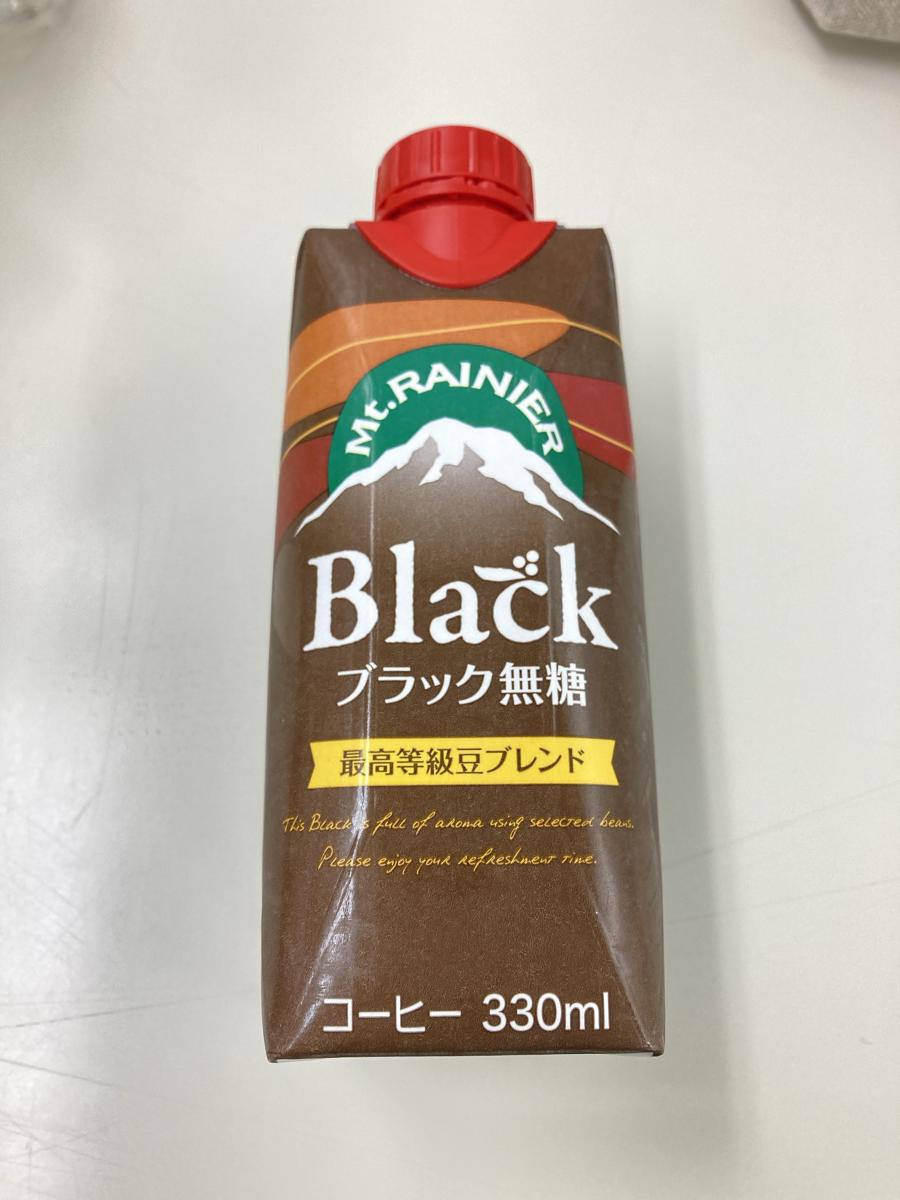 Mt.RAINIER
Black
ブラック無糖
最高等級豆ブレンド
This Black is full of aroma using selected beans.
Please enjoy your refreshment time.
コーヒー 330ml